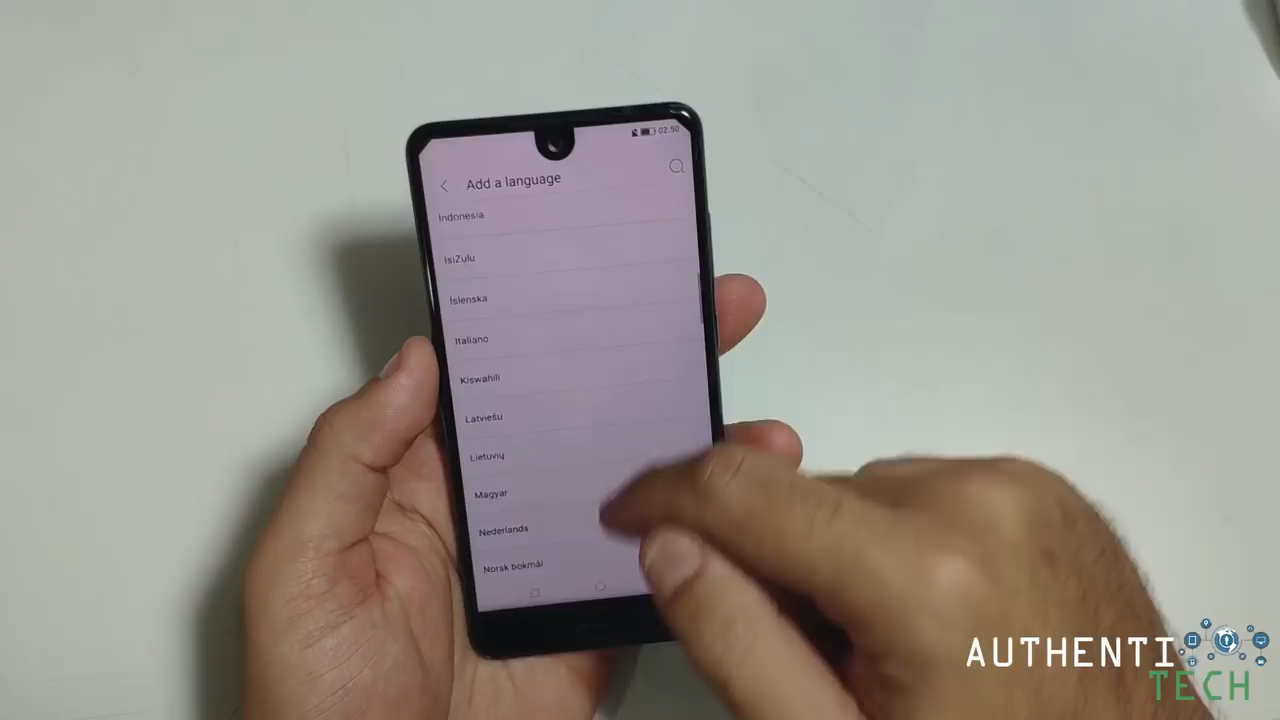 02.50
Add a language
Indonesia
IsiZulu
Íslenska
Italiano
Kiswahili
Latviešu
Lietuvių
Magyar
Nederlands
Norsk bokmål
AUTHENTI
TECH